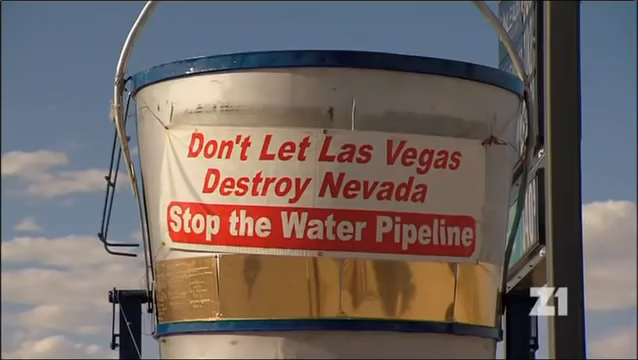 Don't Let Las Vegas
Destroy Nevada
Stop the Water Pipeline
Z1